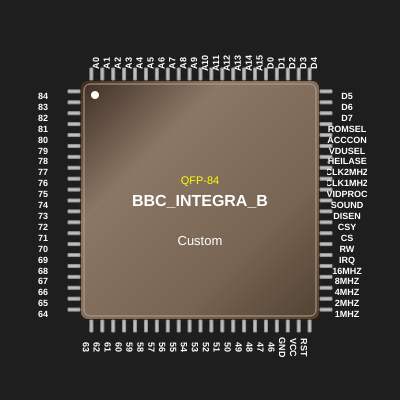 A0 A1 A2 A3 A4 A5 A6 A7 A8 A9 A10 A11 A12 A13 A14 A15 D0 D1 D2 D3 D4
84 D5
83 D6
82 D7
81 ROMSEL
80 ACCCON
79 VDUSEL
78 HEILASE
77 CLK2MHZ
76 CLK1MHZ
75 VIDPROC
74 SOUND
73 DISEN
72 CSY
71 CS
70 RW
69 IRQ
68 16MHZ
67 8MHZ
66 4MHZ
65 2MHZ
64 1MHZ
QFP-84
BBC_INTEGRA_B
Custom
63 62 61 60 59 58 57 56 55 54 53 52 51 50 49 48 47 46 GND VCC RST